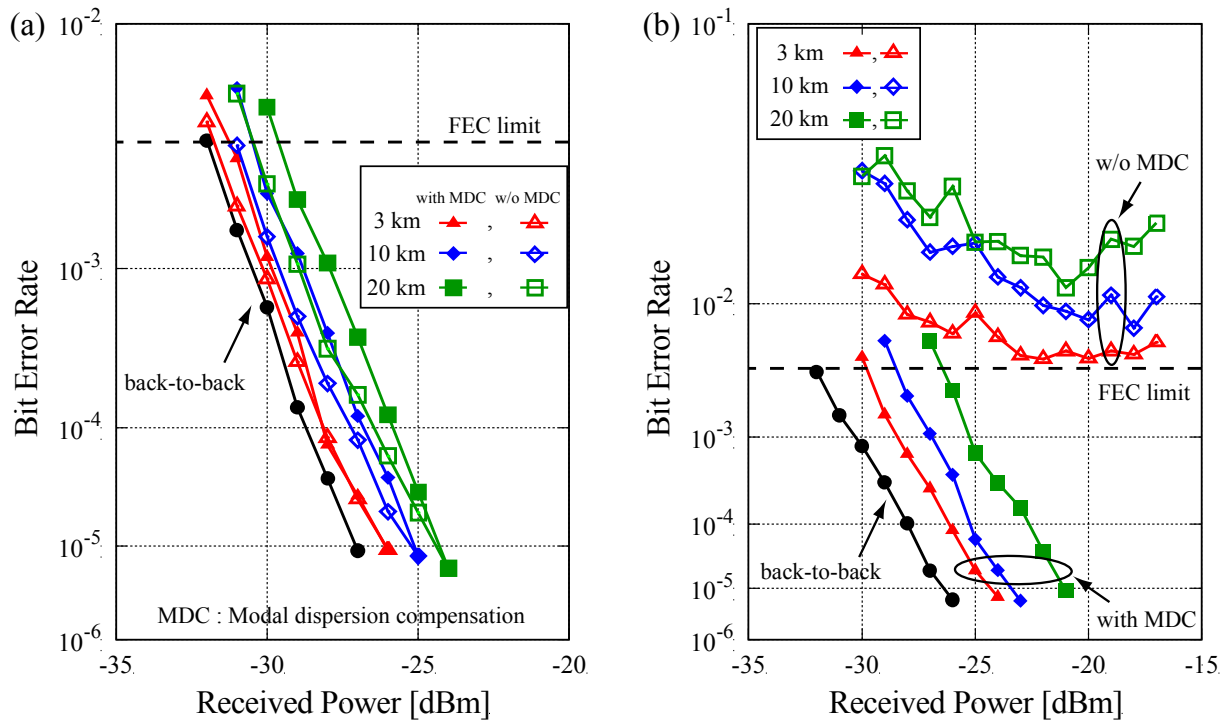 (a)
Bit Error Rate
10^-2
10^-3
10^-4
10^-5
10^-6
FEC limit
with MDC w/o MDC
3 km ,
10 km ,
20 km ,
back-to-back
MDC : Modal dispersion compensation
-35 -30 -25 -20
Received Power [dBm]
(b)
Bit Error Rate
10^-1
10^-2
10^-3
10^-4
10^-5
10^-6
3 km ,
10 km ,
20 km ,
w/o MDC
FEC limit
back-to-back
with MDC
-35 -30 -25 -20 -15
Received Power [dBm]